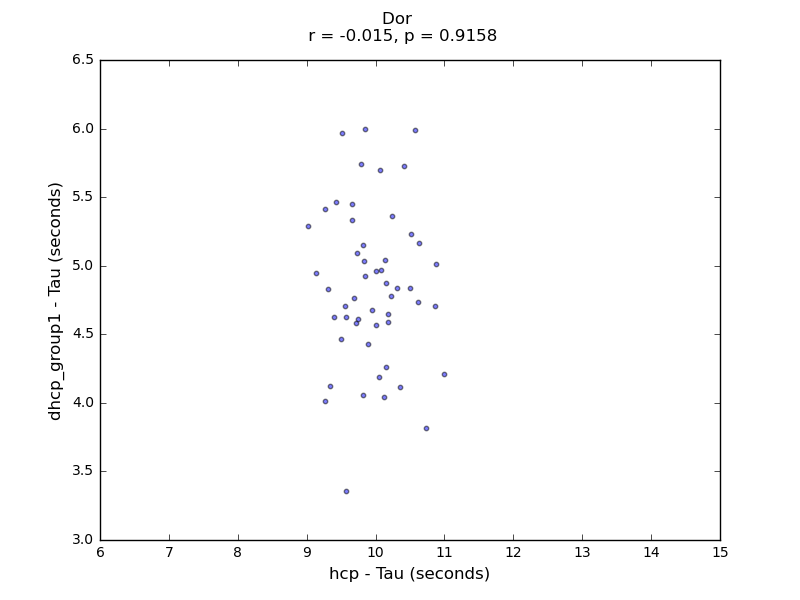 Dor
r = -0.015, p = 0.9158
6.5
6.0
5.5
5.0
4.5
4.0
3.5
3.0
dhcp_group1 - Tau (seconds)
6 7 8 9 10 11 12 13 14 15
hcp - Tau (seconds)